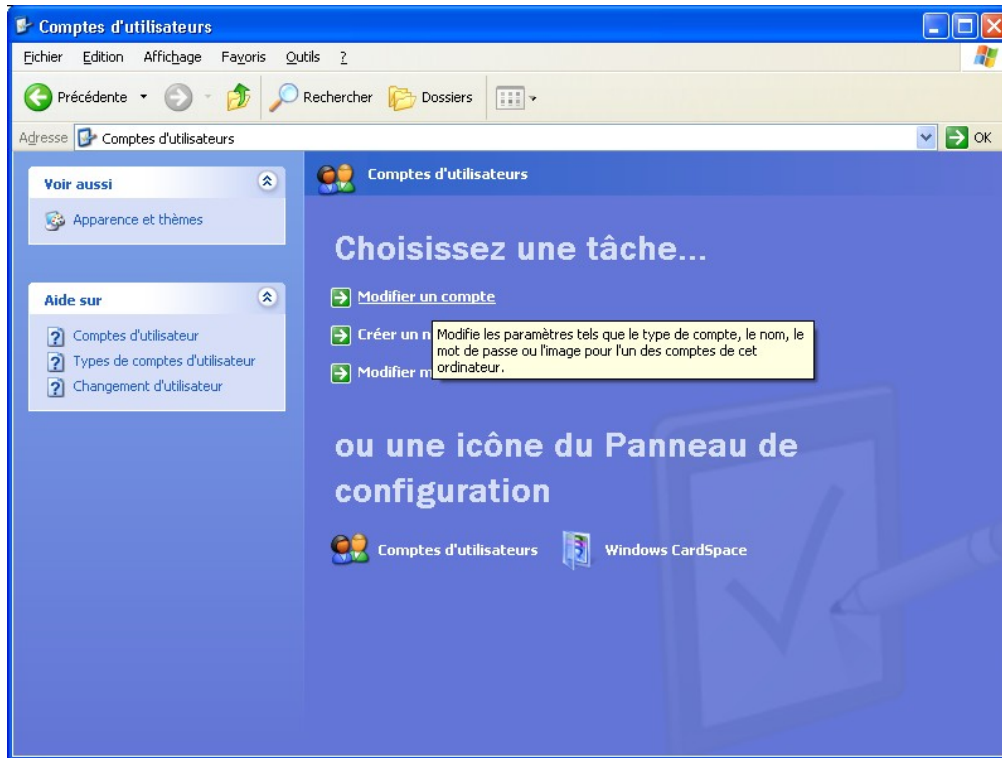 Comptes d'utilisateurs
Fichier Edition Affichage Favoris Outils ?
Précédente Rechercher Dossiers
Adresse Comptes d'utilisateurs OK
Voir aussi
Apparence et thèmes
Aide sur
Comptes d'utilisateur
Types de comptes d'utilisateur
Changement d'utilisateur
Comptes d'utilisateurs
Choisissez une tâche...
Modifier un compte
Créer un n
Modifier m
Modifie les paramètres tels que le type de compte, le nom, le
mot de passe ou l'image pour l'un des comptes de cet
ordinateur.
ou une icône du Panneau de
configuration
Comptes d'utilisateurs Windows CardSpace